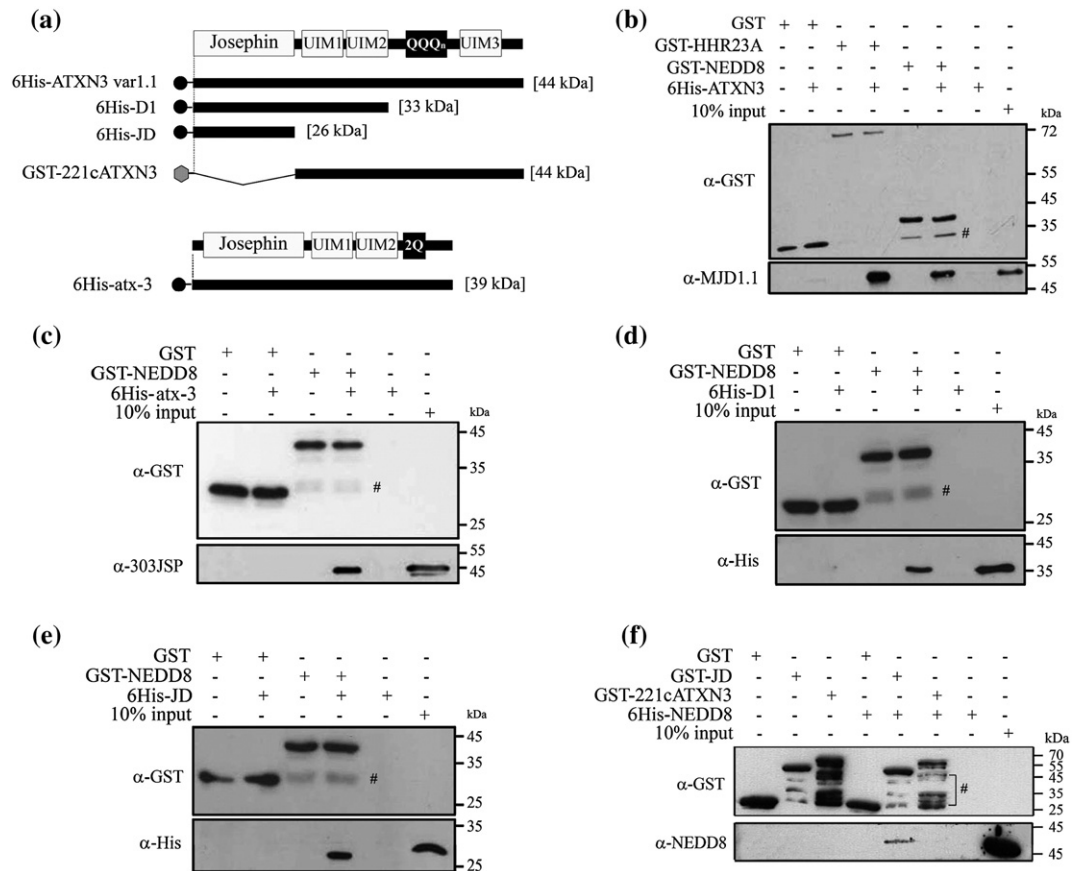 (a)
Josephin UIM1 UIM2 QQQn UIM3
6His-ATXN3 var1.1 [44 kDa]
6His-D1 [33 kDa]
6His-JD [26 kDa]
GST-221cATXN3 [44 kDa]
Josephin UIM1 UIM2 2Q
6His-atx-3 [39 kDa]
(b)
GST + + - - - - - -
GST-HHR23A - - + + - - - -
GST-NEDD8 - - - - + + - -
6His-ATXN3 - + - + - + + -
10% input - - - - - - - +
kDa
72
α-GST
55
45
35
#
α-MJD1.1
55
45
(c)
GST + + - - - -
GST-NEDD8 - - + + - -
6His-atx-3 - + - + + -
10% input - - - - - +
kDa
45
α-GST
35
#
25
α-303JSP
55
45
(d)
GST + + - - - -
GST-NEDD8 - - + + - -
6His-D1 - + - + + -
10% input - - - - - +
kDa
45
α-GST
35
#
25
α-His
35
(e)
GST + + - - - -
GST-NEDD8 - - + + - -
6His-JD - + - + + -
10% input - - - - - +
kDa
45
α-GST
35
#
25
α-His
35
25
(f)
GST + - - + - - - -
GST-JD - + - - + - - -
GST-221cATXN3 - - + - - + - -
6His-NEDD8 - - - + + + + -
10% input - - - - - - - +
kDa
α-GST
70
55
45
35
25
#
α-NEDD8
45
45